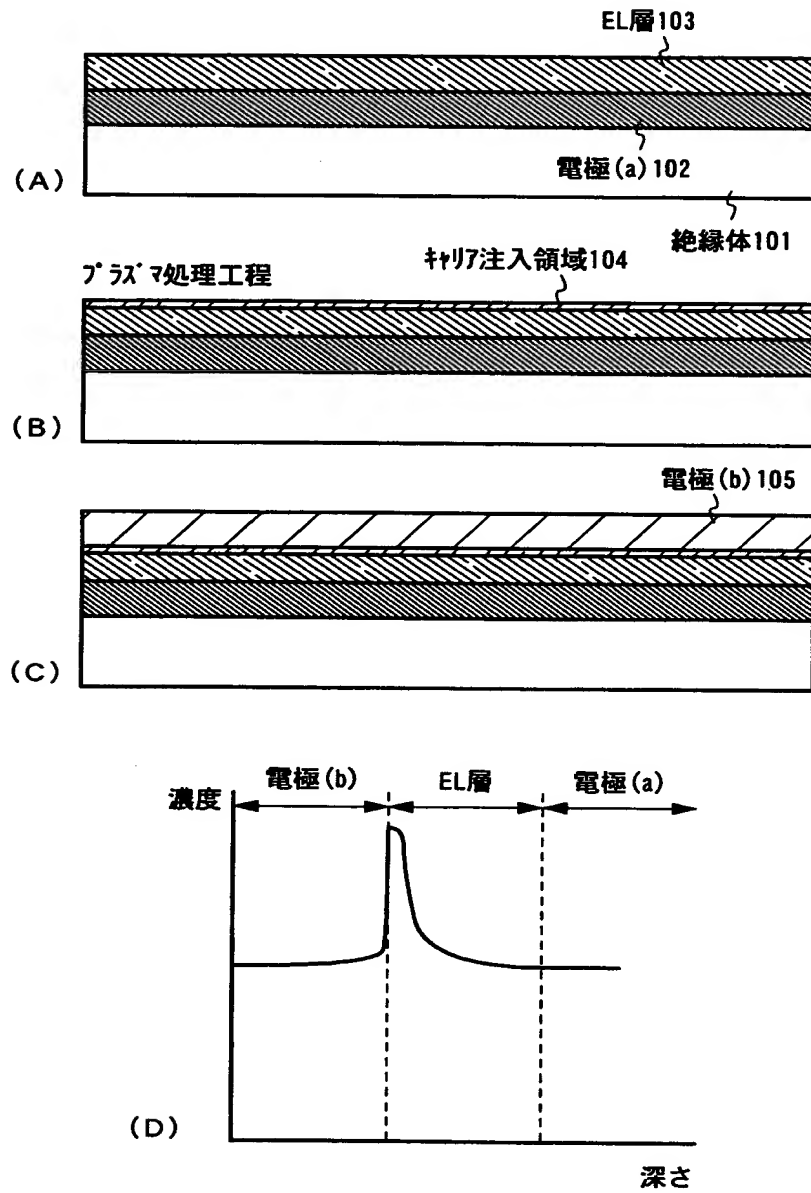 EL層103
(A)
電極(a)102
絶縁体101
プラズマ処理工程
キャリア注入領域104
(B)
電極(b)105
(C)
濃度
電極(b)
EL層
電極(a)
(D)
深さ